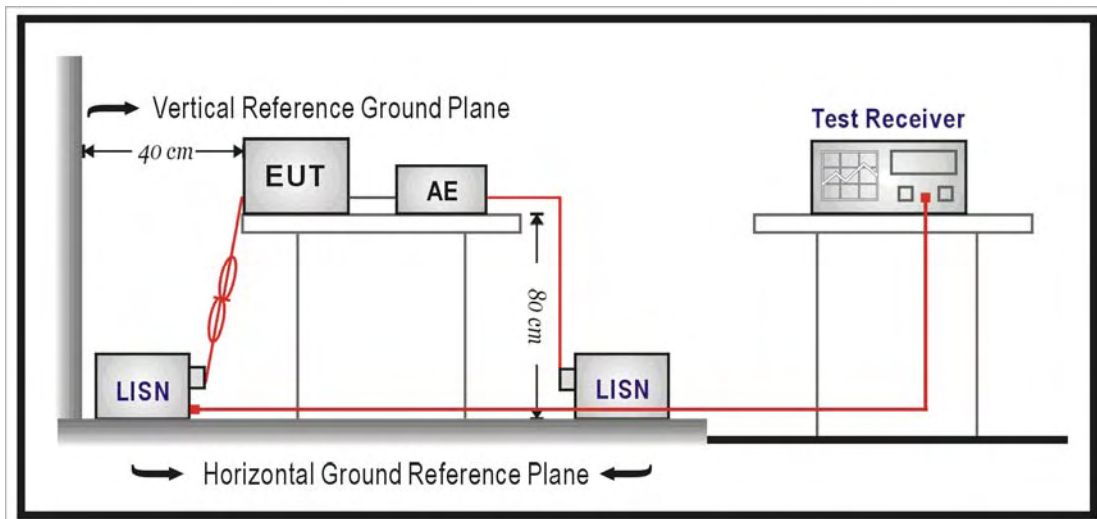 Vertical Reference Ground Plane
Test Receiver
40 cm
EUT
AE
80 cm
LISN
LISN
Horizontal Ground Reference Plane